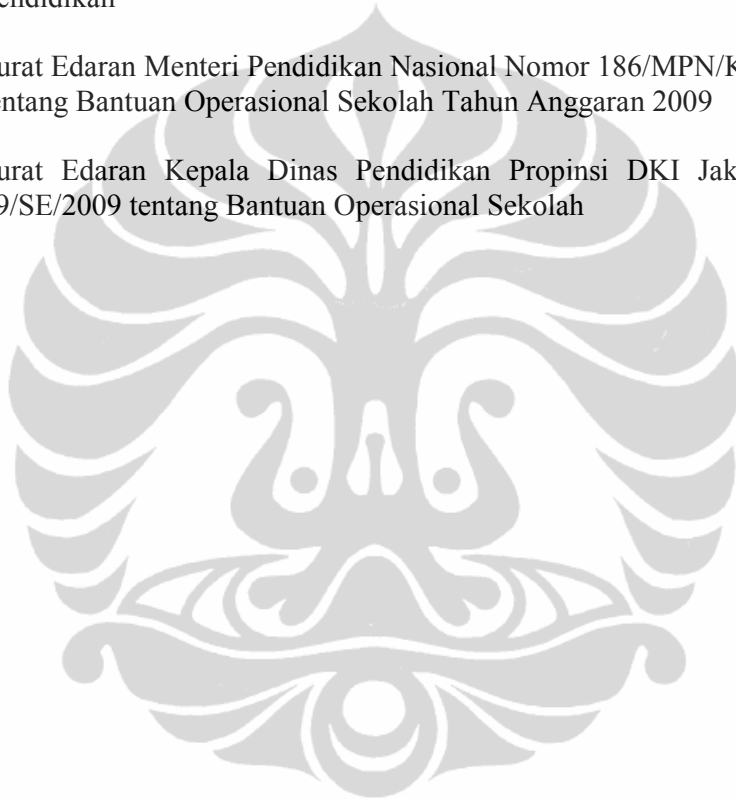 endidikan
urat Edaran Menteri Pendidikan Nasional Nomor 186/MPN/K
entang Bantuan Operasional Sekolah Tahun Anggaran 2009
urat Edaran Kepala Dinas Pendidikan Propinsi DKI Jak
9/SE/2009 tentang Bantuan Operasional Sekolah